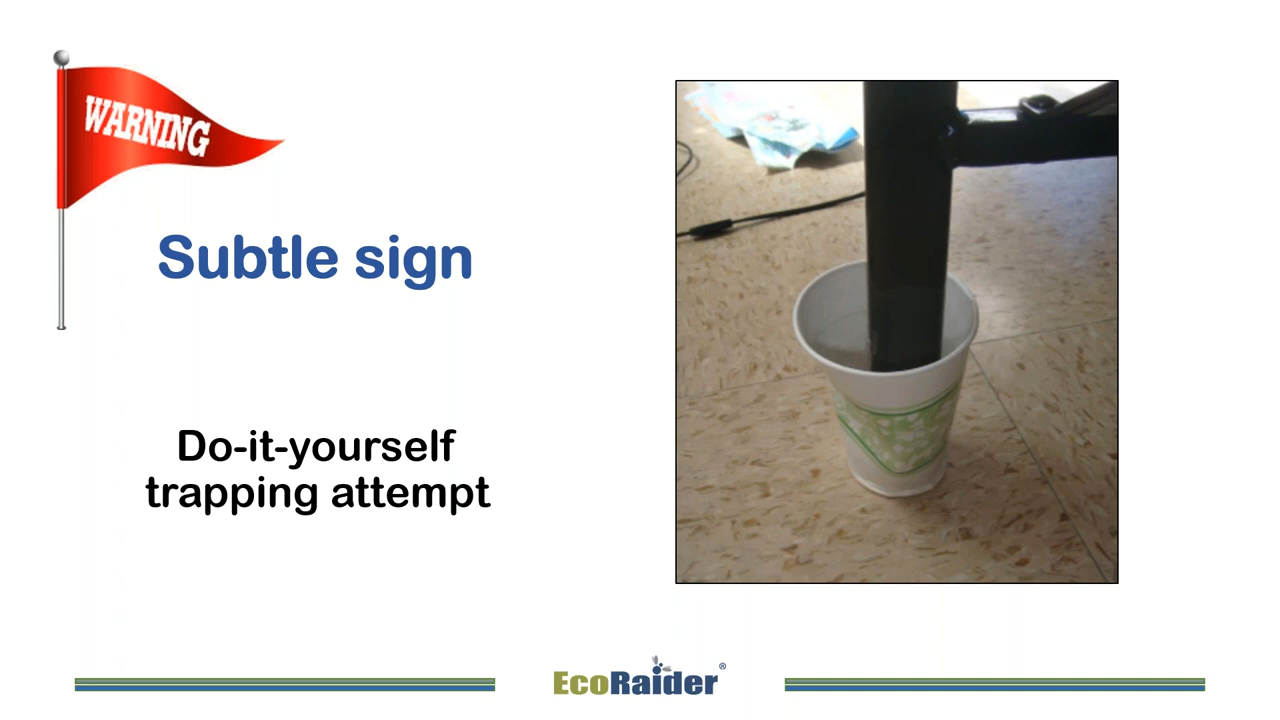 WARNING
Subtle sign
Do-it-yourself
trapping attempt
EcoRaider®